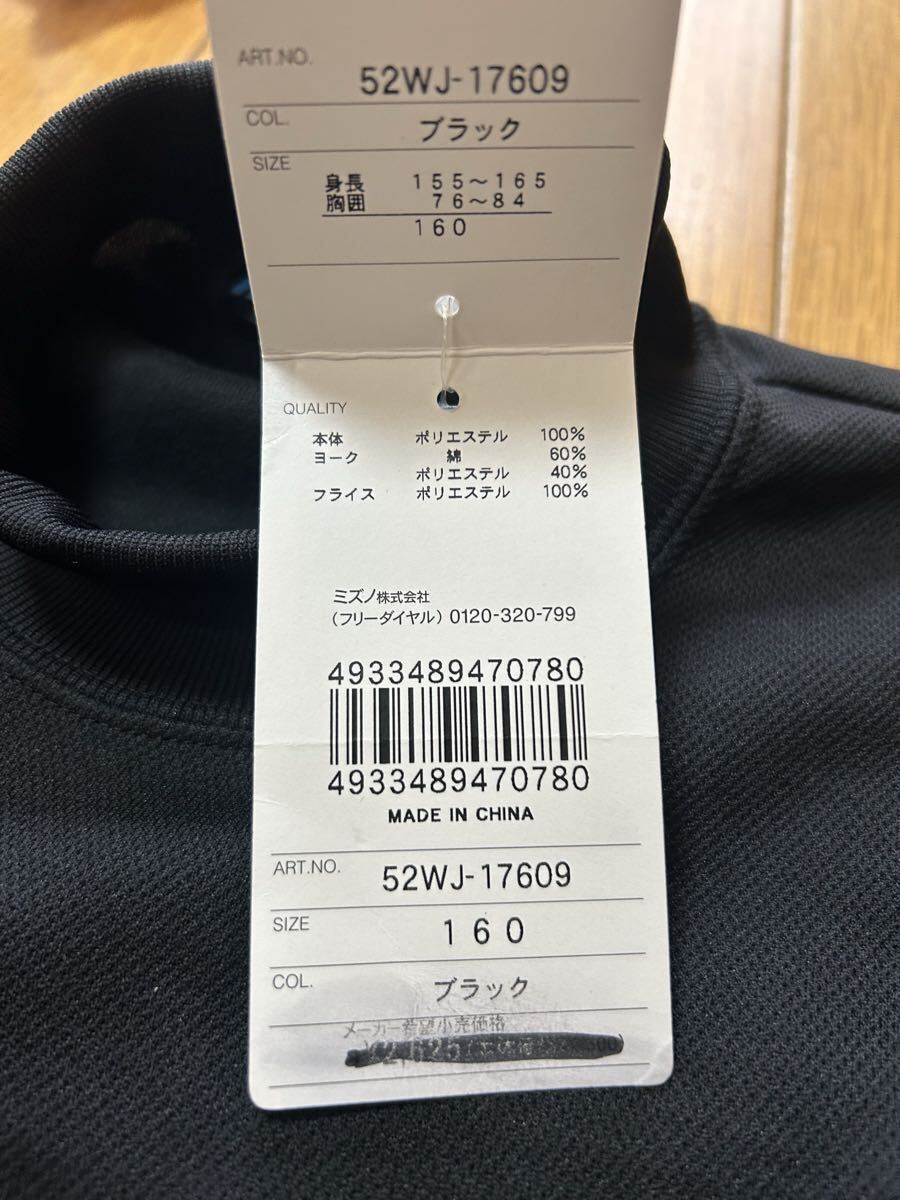 ART.NO. 52WJ-17609
COL. ブラック
SIZE
身長 155～165
胸囲 76～84
160
QUALITY
本体 ポリエステル 100%
ヨーク 綿 60%
ポリエステル 40%
フライス ポリエステル 100%
ミズノ株式会社
(フリーダイヤル) 0120-320-799
4933489470780
4933489470780
MADE IN CHINA
ART.NO. 52WJ-17609
SIZE 160
COL. ブラック
メーカー希望小売価格